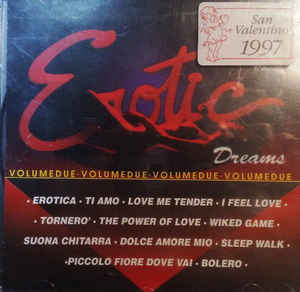 San
Valentino
1997
Erotic
Dreams
VOLUMEDUE·VOLUMEDUE·VOLUMEDUE·VOLUMEDUE
· EROTICA · TI AMO · LOVE ME TENDER · I FEEL LOVE ·
· TORNERO' · THE POWER OF LOVE · WIKED GAME ·
SUONA CHITARRA · DOLCE AMORE MIO · SLEEP WALK ·
·PICCOLO FIORE DOVE VAI · BOLERO ·